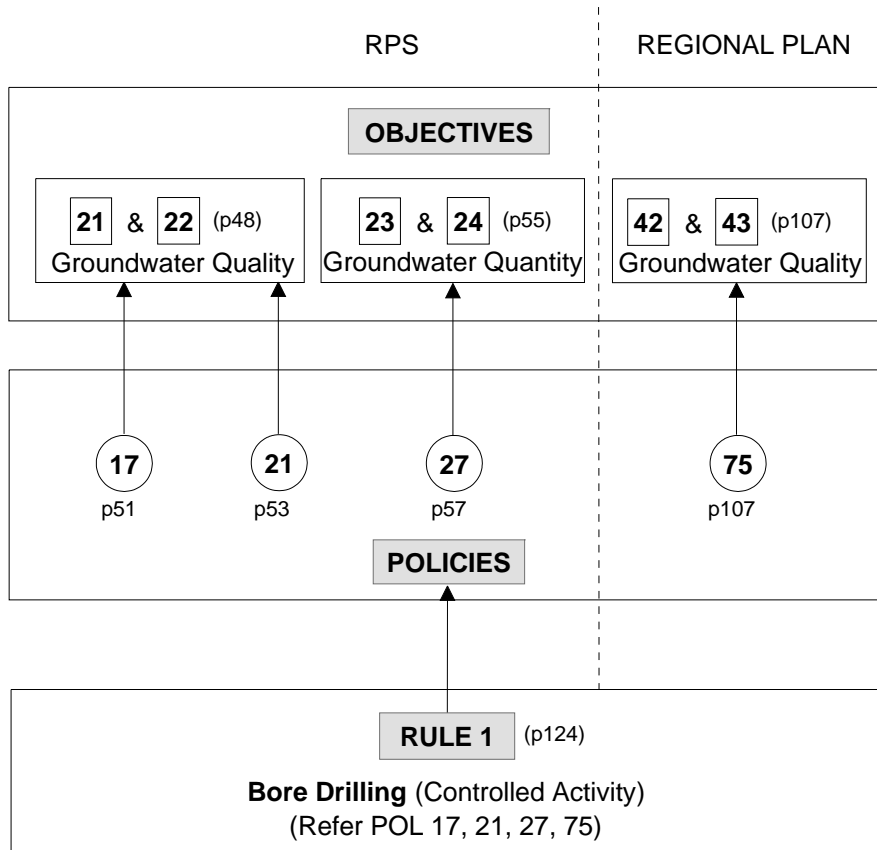 RPS REGIONAL PLAN
OBJECTIVES
21 & 22 (p48) 23 & 24 (p55) 42 & 43 (p107)
Groundwater Quality Groundwater Quantity Groundwater Quality
17 21 27 75
p51 p53 p57 p107
POLICIES
RULE 1 (p124)
Bore Drilling (Controlled Activity)
(Refer POL 17, 21, 27, 75)